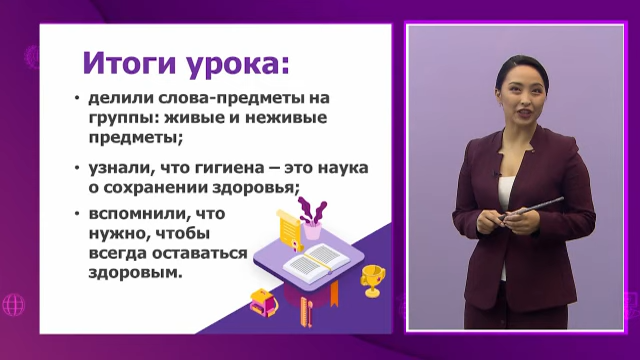 Итоги урока:
• делили слова-предметы на
группы: живые и неживые
предметы;
• узнали, что гигиена – это наука
о сохранении здоровья;
• вспомнили, что
нужно, чтобы
всегда оставаться
здоровым.